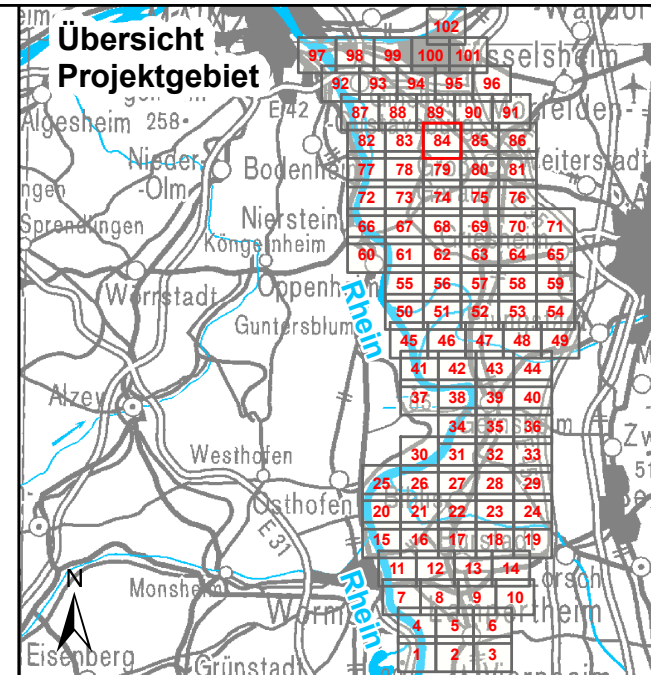 Übersicht
Projektgebiet
102
97 98 99 100 101
sselsheim
92 93 94 95 96
E 42
87 88 89 90 91
Algesheim 258
82 83 84 85 86
Nieder-
-Olm
Bodenheim
77 78 79 80 81
72 73 74 75 76
Sprendlingen
Nierstein
66 67 68 69 70 71
Köngernheim
60 61 62 63 64 65
Wörrstadt
Oppenheim
55 56 57 58 59
Rhein
50 51 52 53 54
Guntersblum
45 46 47 48 49
41 42 43 44
Alzey
37 38 39 40
34 35 36
Westhofen
30 31 32 33
25 26 27 28 29
Osthofen
20 21 22 23 24
E 31
15 16 17 18 19
11 12 13 14
Lorsch
N
Monsheim
Rhein
7 8 9 10
Worms
4 5 6
Eisenberg
Grünstadt
1 2 3